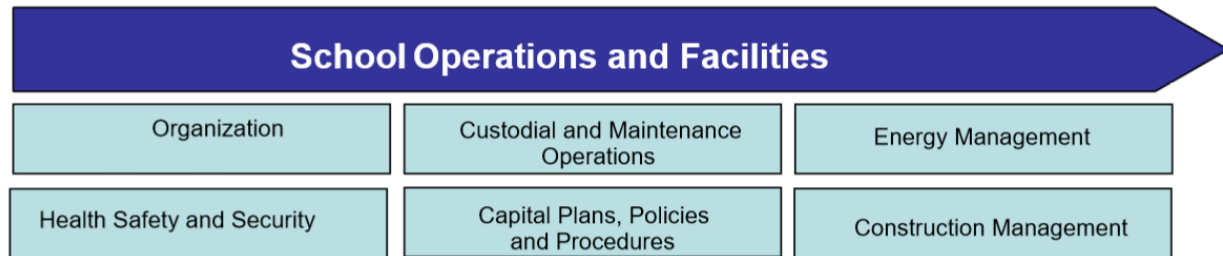 School Operations and Facilities
Organization
Custodial and Maintenance
Operations
Energy Management
Health Safety and Security
Capital Plans, Policies
and Procedures
Construction Management